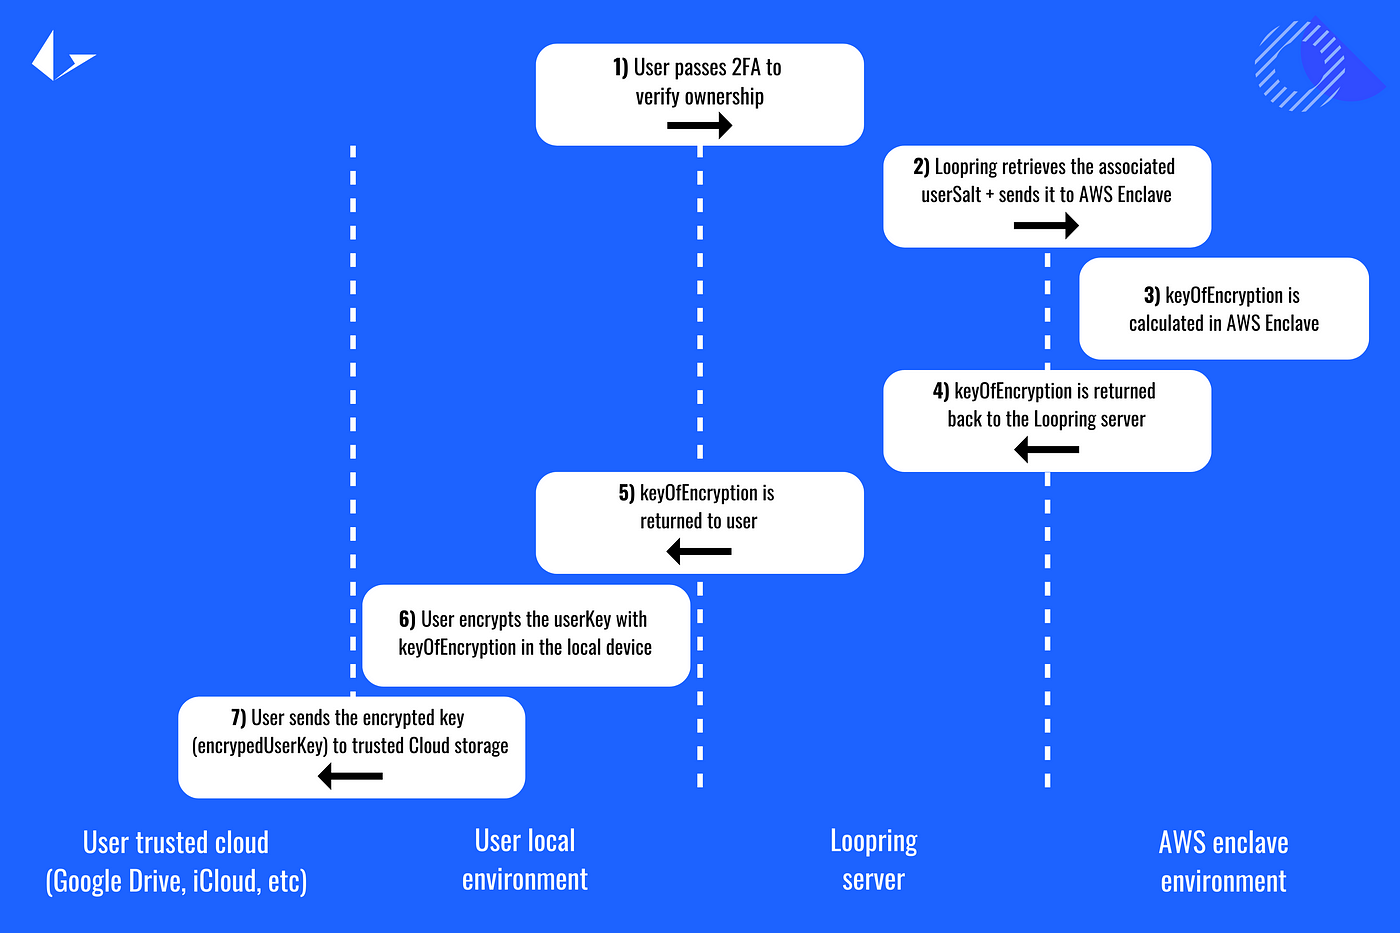 1) User passes 2FA to
verify ownership
2) Loopring retrieves the associated
userSalt + sends it to AWS Enclave
3) keyOfEncryption is
calculated in AWS Enclave
4) keyOfEncryption is returned
back to the Loopring server
5) keyOfEncryption is
returned to user
6) User encrypts the userKey with
keyOfEncryption in the local device
7) User sends the encrypted key
(encrypedUserKey) to trusted Cloud storage
User trusted cloud
(Google Drive, iCloud, etc)
User local
environment
Loopring
server
AWS enclave
environment